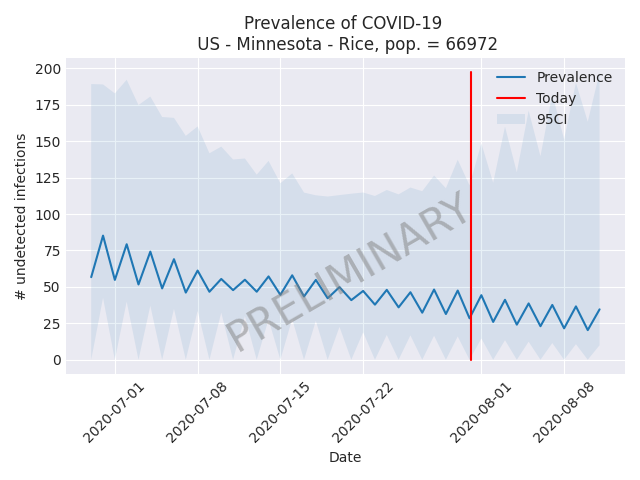 Prevalence of COVID-19
US - Minnesota - Rice, pop. = 66972
# undetected infections
200
175
150
125
100
75
50
25
0
Prevalence
Today
95CI
PRELIMINARY
2020-07-01
2020-07-08
2020-07-15
2020-07-22
2020-08-01
2020-08-08
Date